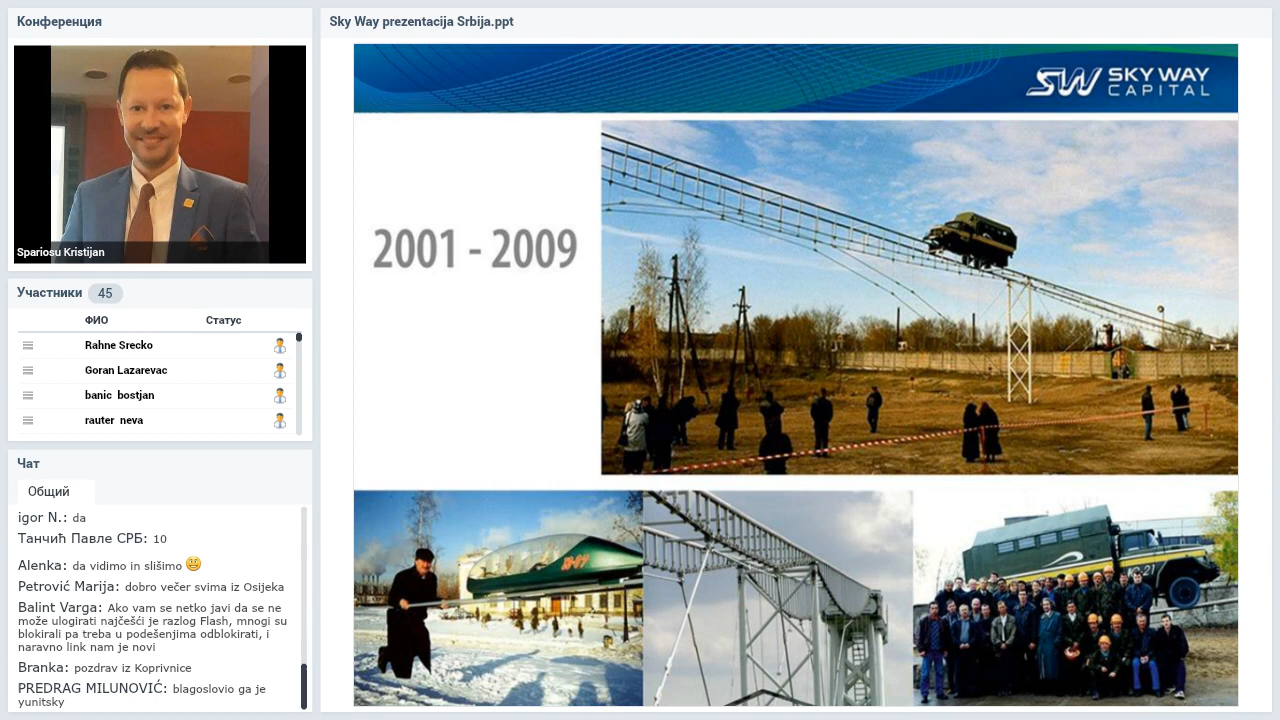 Конференция
Spariosu Kristijan
Участники 45
ФИО Статус
Rahne Srecko
Goran Lazarevac
banic bostjan
rauter neva
Чат
Общий
igor N.: da
Танчић Павле СРБ: 10
Alenka: da vidimo in slišimo
Petrović Marija: dobro večer svima iz Osijeka
Balint Varga: Ako vam se netko javi da se ne
može ulogirati najčešći je razlog Flash, mnogi su
blokirali pa treba u podešenjima odblokirati, i
naravno link nam je novi
Branka: pozdrav iz Koprivnice
PREDRAG MILUNOVIĆ: blagoslovio ga je
yunitsky
Sky Way prezentacija Srbija.ppt
SW SKY WAY
CAPITAL
2001 - 2009